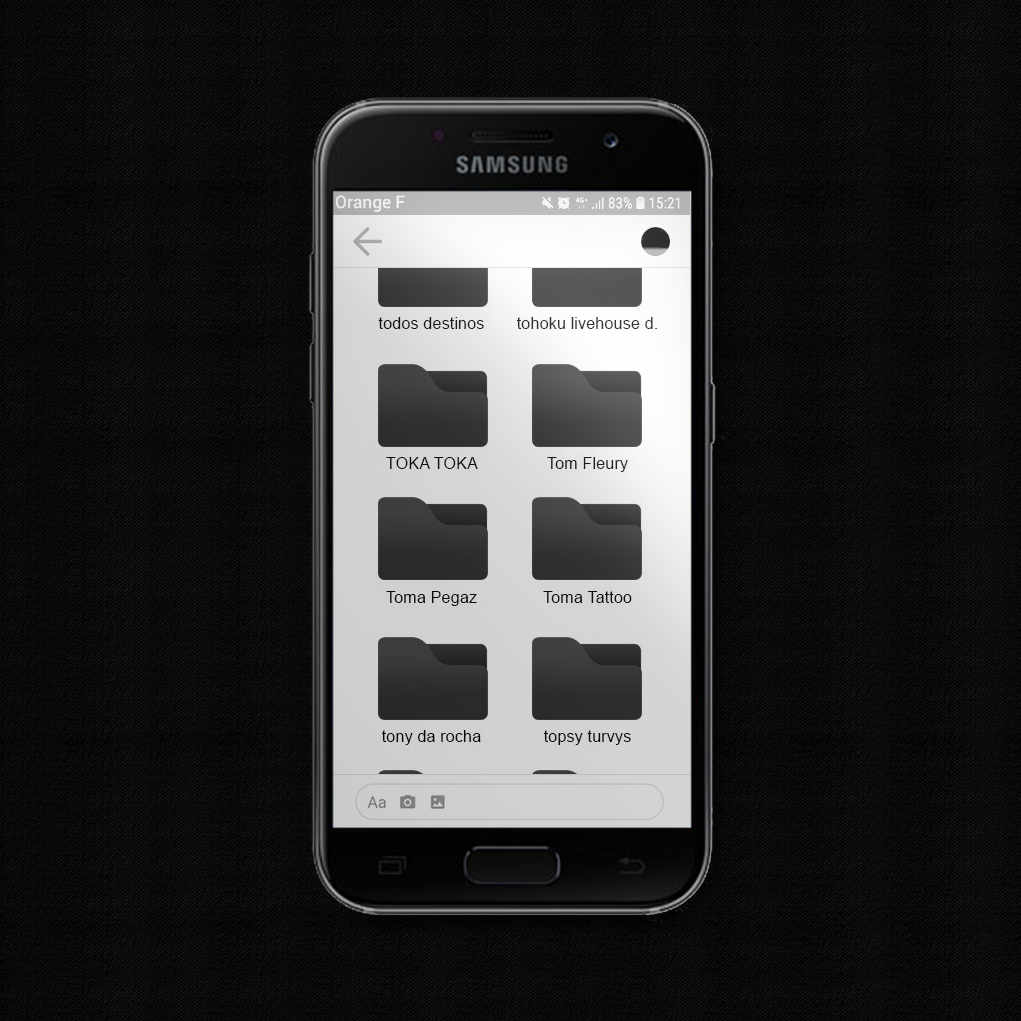 SAMSUNG
Orange F 4G+ 83% 15:21
todos destinos tohoku livehouse d.
TOKA TOKA Tom Fleury
Toma Pegaz Toma Tattoo
tony da rocha topsy turvys
Aa